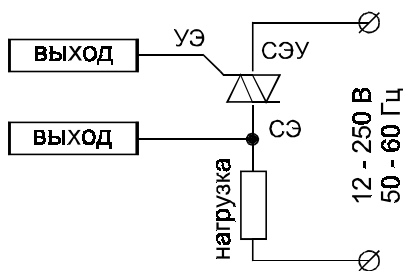 УЭ
ВЫХОД
СЭУ
ВЫХОД
СЭ
нагрузка
12 - 250 В
50 - 60 Гц